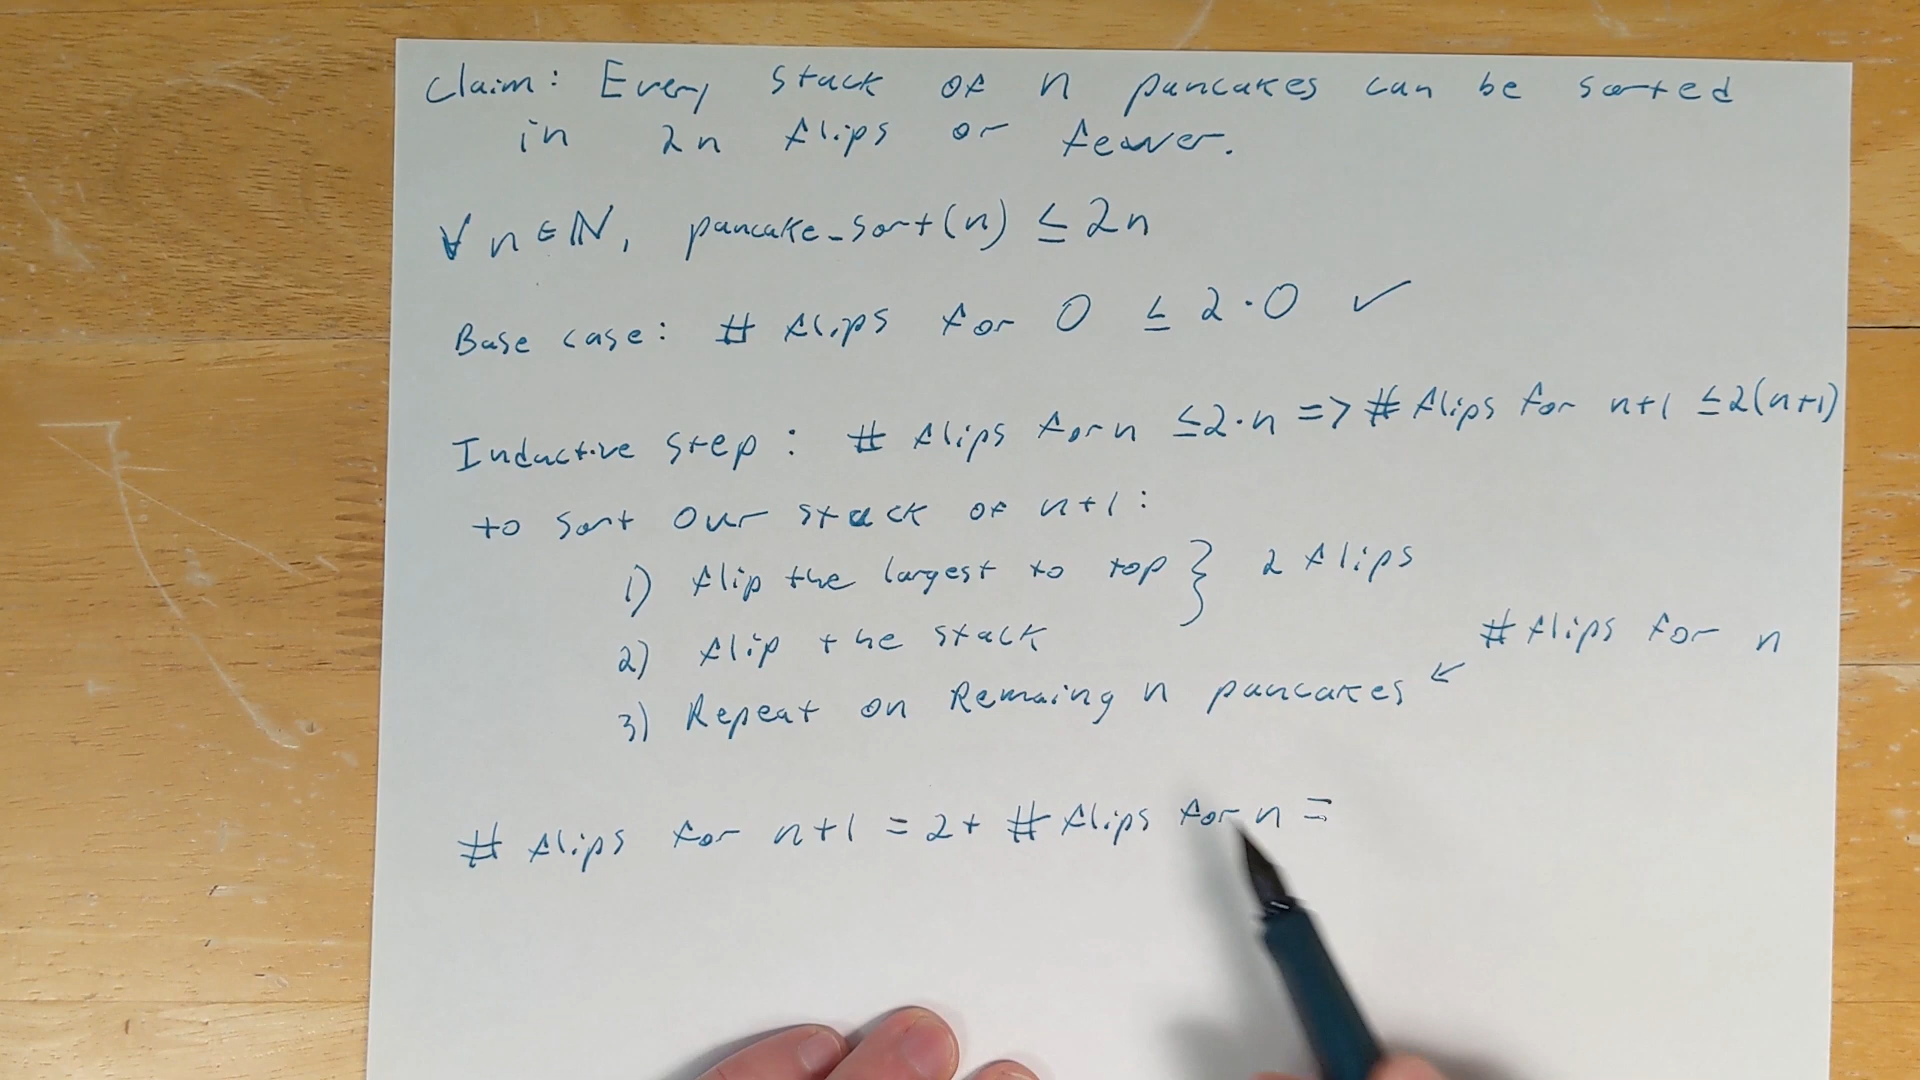 Claim: Every stack of n pancakes can be sorted
in 2n flips or fewer.
∀ n ∈ ℕ, pancake_sort(n) ≤ 2n
Base case: # flips for 0 ≤ 2·0 ✓
Inductive step: # flips for n ≤2·n => # flips for n+1 ≤2(n+1)
to sort our stack of n+1:
1) flip the largest to top } 2 flips
2) flip the stack
# flips for n
3) Repeat on Remaing n pancakes ↙
# flips for n+1 = 2+ # flips for n =